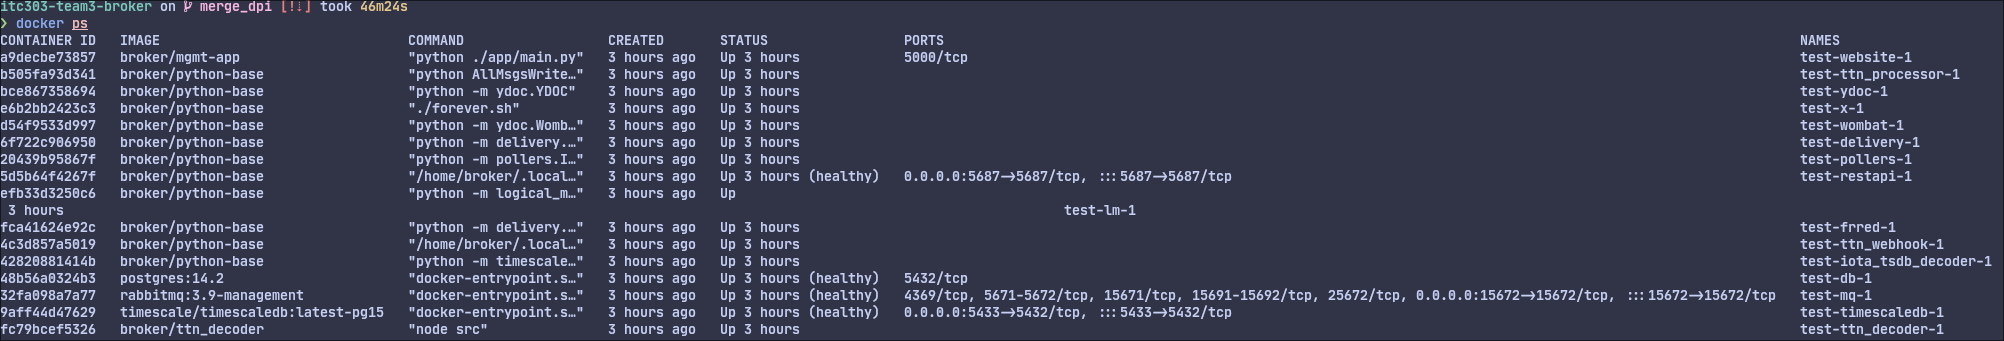 itc303-team3-broker on merge_dpi [!⇣] took 46m24s
❯ docker ps
CONTAINER ID   IMAGE                               COMMAND                  CREATED       STATUS                 PORTS                                                                                                         NAMES
a9decbe73857   broker/mgmt-app                     "python ./app/main.py"   3 hours ago   Up 3 hours             5000/tcp                                                                                                      test-website-1
b505fa93d341   broker/python-base                  "python AllMsgsWrite…"   3 hours ago   Up 3 hours                                                                                                                           test-ttn_processor-1
bce867358694   broker/python-base                  "python -m ydoc.YDOC"    3 hours ago   Up 3 hours                                                                                                                           test-ydoc-1
e6b2bb2423c3   broker/python-base                  "./forever.sh"           3 hours ago   Up 3 hours                                                                                                                           test-x-1
d54f9533d997   broker/python-base                  "python -m ydoc.Womb…"   3 hours ago   Up 3 hours                                                                                                                           test-wombat-1
6f722c906950   broker/python-base                  "python -m delivery.…"   3 hours ago   Up 3 hours                                                                                                                           test-delivery-1
20439b95867f   broker/python-base                  "python -m pollers.I…"   3 hours ago   Up 3 hours                                                                                                                           test-pollers-1
5d5b64f4267f   broker/python-base                  "/home/broker/.local…"   3 hours ago   Up 3 hours (healthy)   0.0.0.0:5687->5687/tcp, :::5687->5687/tcp                                                                     test-restapi-1
efb33d3250c6   broker/python-base                  "python -m logical_m…"   3 hours ago   Up
 3 hours                                                                                                                             test-lm-1
fca41624e92c   broker/python-base                  "python -m delivery.…"   3 hours ago   Up 3 hours                                                                                                                           test-frred-1
4c3d857a5019   broker/python-base                  "/home/broker/.local…"   3 hours ago   Up 3 hours                                                                                                                           test-ttn_webhook-1
42820881414b   broker/python-base                  "python -m timescale…"   3 hours ago   Up 3 hours                                                                                                                           test-iota_tsdb_decoder-1
48b56a0324b3   postgres:14.2                       "docker-entrypoint.s…"   3 hours ago   Up 3 hours (healthy)   5432/tcp                                                                                                      test-db-1
32fa098a7a77   rabbitmq:3.9-management             "docker-entrypoint.s…"   3 hours ago   Up 3 hours (healthy)   4369/tcp, 5671-5672/tcp, 15671/tcp, 15691-15692/tcp, 25672/tcp, 0.0.0.0:15672->15672/tcp, :::15672->15672/tcp   test-mq-1
9aff44d47629   timescale/timescaledb:latest-pg15   "docker-entrypoint.s…"   3 hours ago   Up 3 hours (healthy)   0.0.0.0:5433->5432/tcp, :::5433->5432/tcp                                                                     test-timescaledb-1
fc79bcef5326   broker/ttn_decoder                  "node src"               3 hours ago   Up 3 hours                                                                                                                           test-ttn_decoder-1